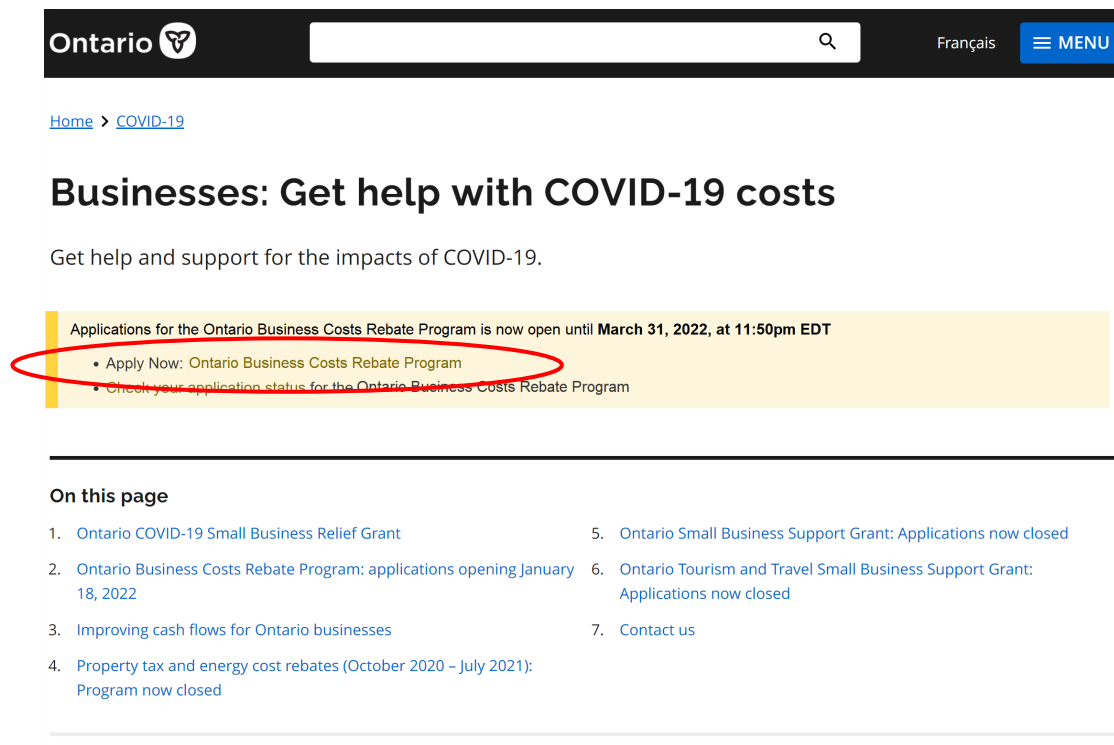 Ontario
Français
MENU
Home > COVID-19
Businesses: Get help with COVID-19 costs
Get help and support for the impacts of COVID-19.
Applications for the Ontario Business Costs Rebate Program is now open until March 31, 2022, at 11:50pm EDT
• Apply Now: Ontario Business Costs Rebate Program
• Check your application status for the Ontario Business Costs Rebate Program
On this page
1. Ontario COVID-19 Small Business Relief Grant
2. Ontario Business Costs Rebate Program: applications opening January
18, 2022
3. Improving cash flows for Ontario businesses
4. Property tax and energy cost rebates (October 2020 – July 2021):
Program now closed
5. Ontario Small Business Support Grant: Applications now closed
6. Ontario Tourism and Travel Small Business Support Grant:
Applications now closed
7. Contact us